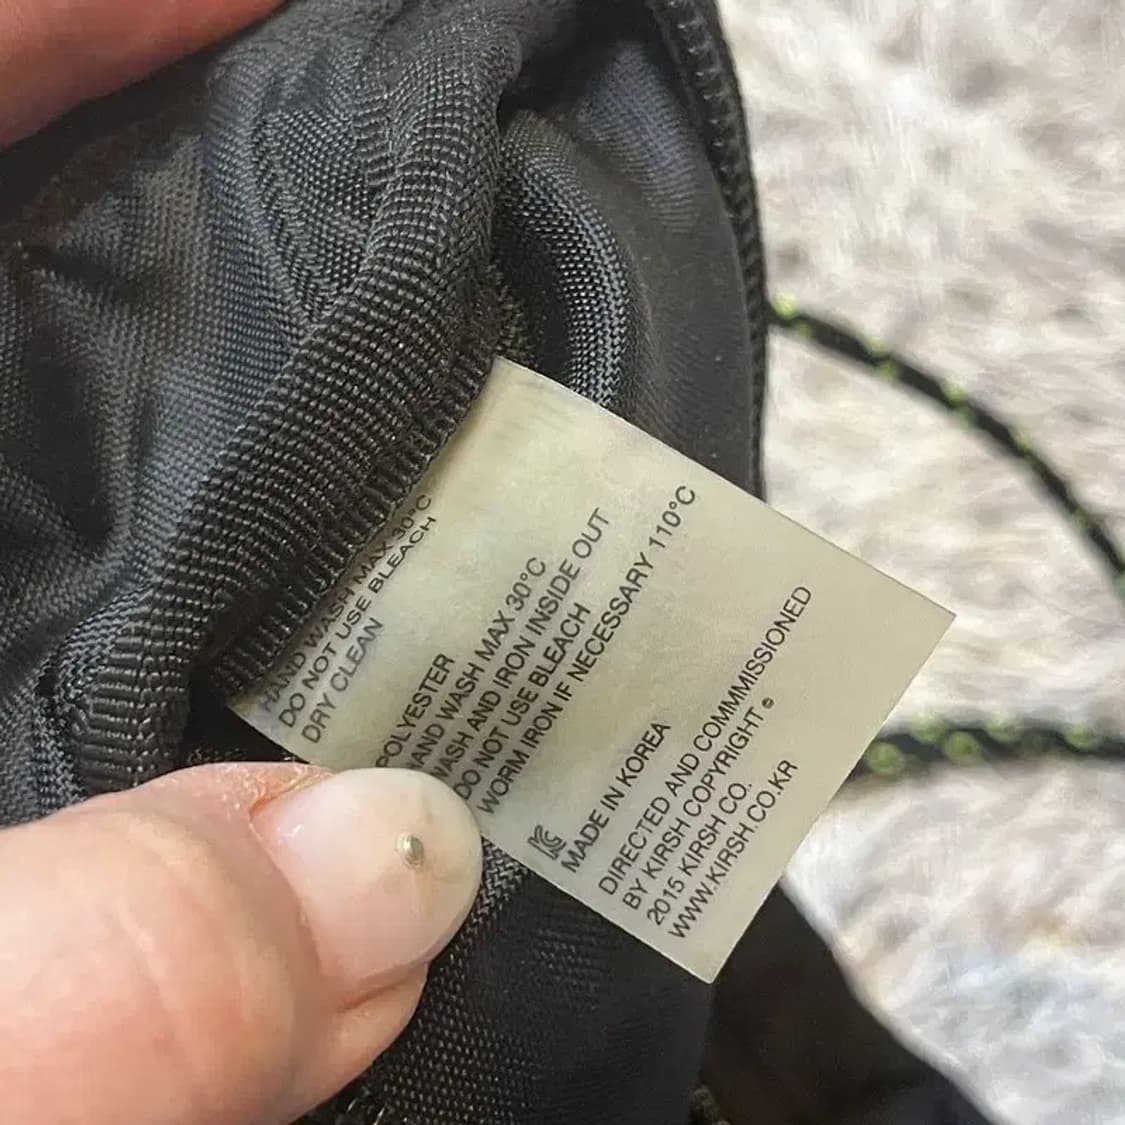 HAND WASH MAX 30°C
DO NOT USE BLEACH
DRY CLEAN
POLYESTER
HAND WASH MAX 30°C
WASH AND IRON INSIDE OUT
DO NOT USE BLEACH
WORM IRON IF NECESSARY 110°C
MADE IN KOREA
DIRECTED AND COMMMISSIONED
BY KIRSH COPYRIGHT ©
2015 KIRSH CO.
WWW.KIRSH.CO.KR